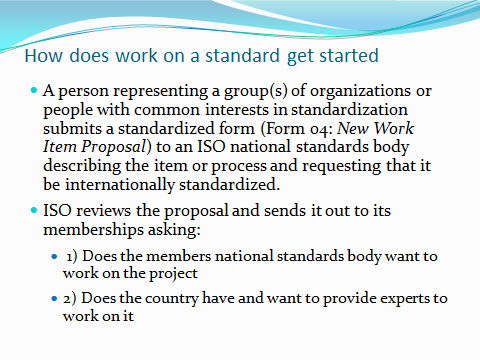 How does work on a standard get started
A person representing a group(s) of organizations or
people with common interests in standardization
submits a standardized form (Form 04: New Work
Item Proposal) to an ISO national standards body
describing the item or process and requesting that it
be internationally standardized.
ISO reviews the proposal and sends it out to its
memberships asking:
1) Does the members national standards body want to
work on the project
2) Does the country have and want to provide experts to
work on it